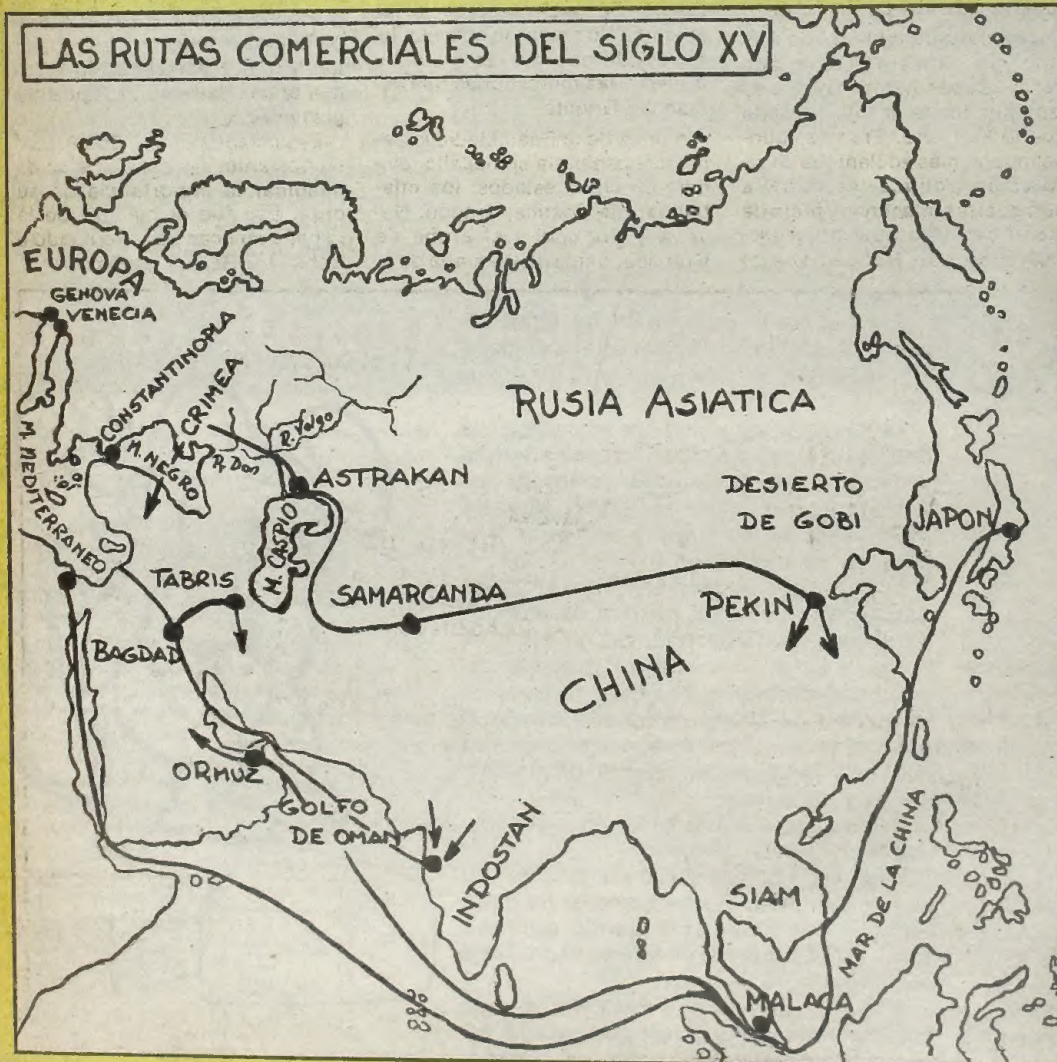 LAS RUTAS COMERCIALES DEL SIGLO XV
EUROPA
GENOVA
VENECIA
CONSTANTINOPLA
CRIMEA
M. NEGRO
R. Don
R. Volgo
M. MEDITERRANEO
ASTRAKAN
M. CASPIO
RUSIA ASIATICA
DESIERTO
DE GOBI
JAPON
TABRIS
SAMARCANDA
PEKIN
BAGDAD
CHINA
ORMUZ
GOLFO
DE OMAN
INDOSTAN
SIAM
MAR DE LA CHINA
MALACA